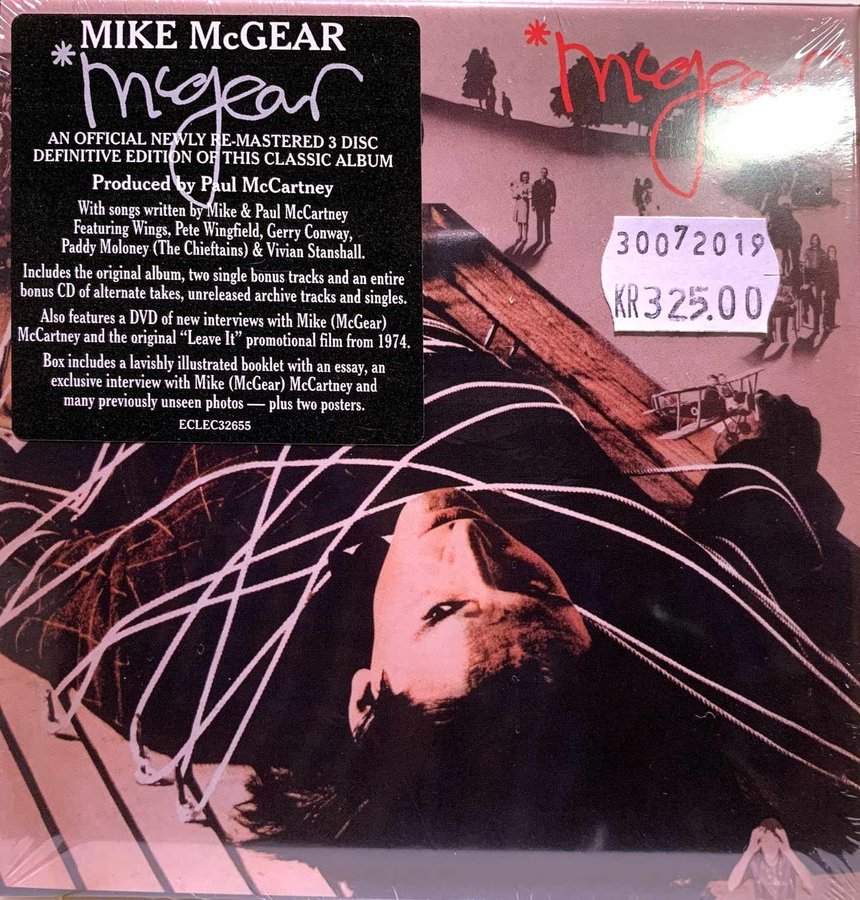 MIKE McGEAR
*mcgear
AN OFFICIAL NEWLY RE-MASTERED 3 DISC
DEFINITIVE EDITION OF THIS CLASSIC ALBUM
Produced by Paul McCartney
With songs written by Mike & Paul McCartney
Featuring Wings, Pete Wingfield, Gerry Conway,
Paddy Moloney (The Chieftains) & Vivian Stanshall.
Includes the original album, two single bonus tracks and an entire
bonus CD of alternate takes, unreleased archive tracks and singles.
Also features a DVD of new interviews with Mike (McGear)
McCartney and the original “Leave It” promotional film from 1974.
Box includes a lavishly illustrated booklet with an essay, an
exclusive interview with Mike (McGear) McCartney and
many previously unseen photos — plus two posters.
ECLEC32655
*mcgear
30072019
KR325.00